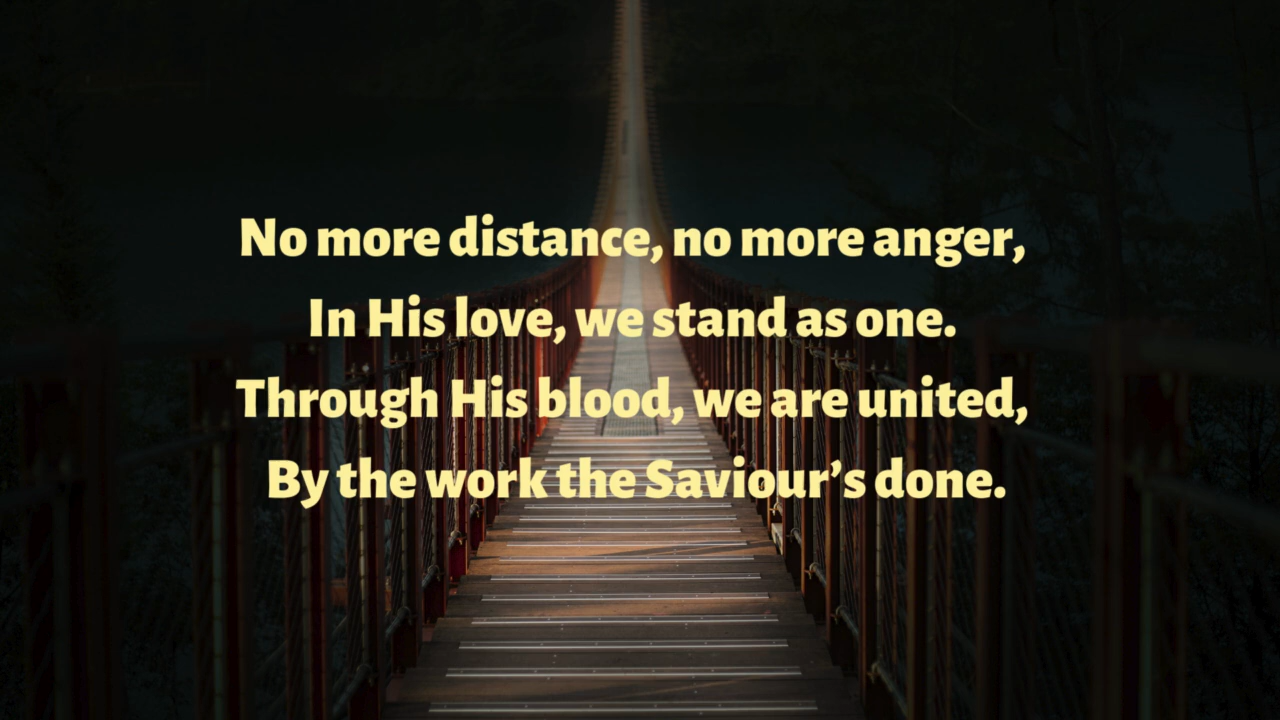 No more distance, no more anger,
In His love, we stand as one.
Through His blood, we are united,
By the work the Saviour’s done.